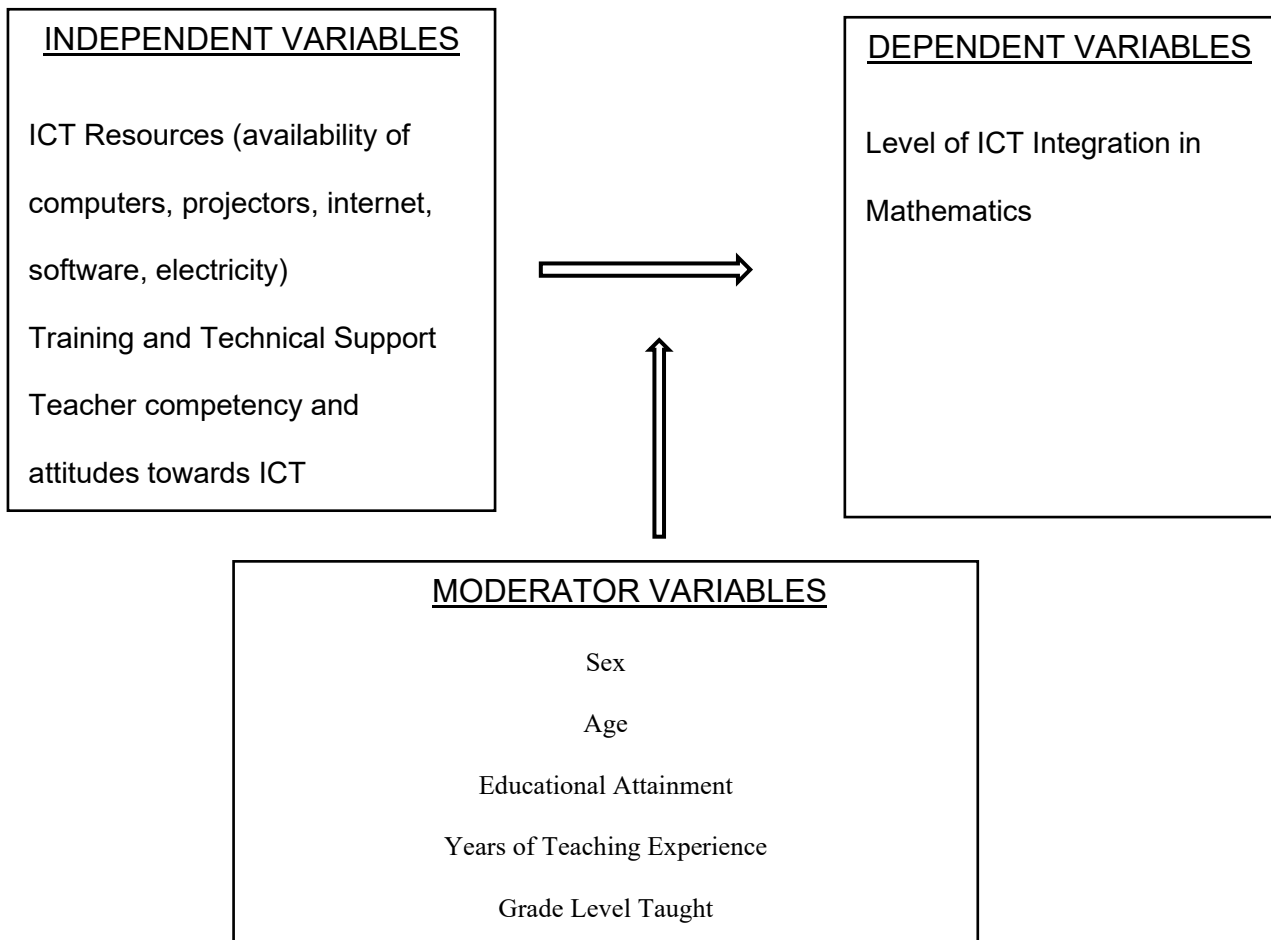 INDEPENDENT VARIABLES
ICT Resources (availability of
computers, projectors, internet,
software, electricity)
Training and Technical Support
Teacher competency and
attitudes towards ICT
DEPENDENT VARIABLES
Level of ICT Integration in
Mathematics
MODERATOR VARIABLES
Sex
Age
Educational Attainment
Years of Teaching Experience
Grade Level Taught